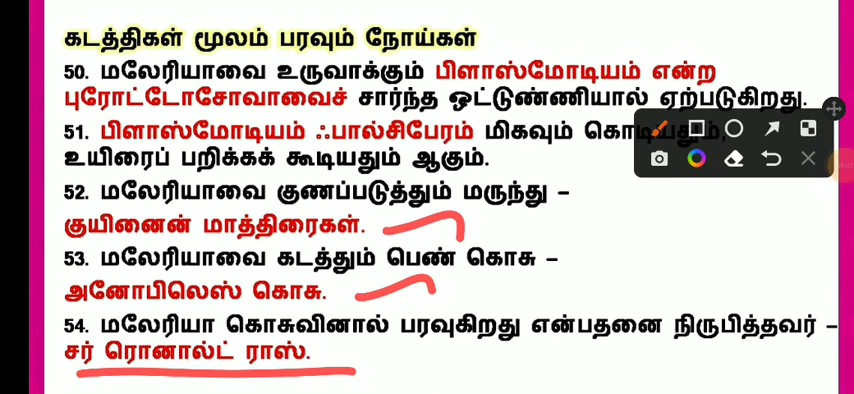 கடத்திகள் மூலம் பரவும் நோய்கள்
50. மலேரியாவை உருவாக்கும் பிளாஸ்மோடியம் என்ற
புரோட்டோசோவாவைச் சார்ந்த ஒட்டுண்ணியால் ஏற்படுகிறது.
51. பிளாஸ்மோடியம் ஃபால்சிபேரம் மிகவும்
உயிரைப் பறிக்கக் கூடியதும் ஆகும்.
52. மலேரியாவை குணப்படுத்தும் மருந்து –
குயினைன் மாத்திரைகள்.
53. மலேரியாவை கடத்தும் பெண் கொசு –
அனோபிலெஸ் கொசு.
54. மலேரியா கொசுவினால் பரவுகிறது என்பதனை நிருபித்தவர் –
சர் ரொனால்ட் ராஸ்.